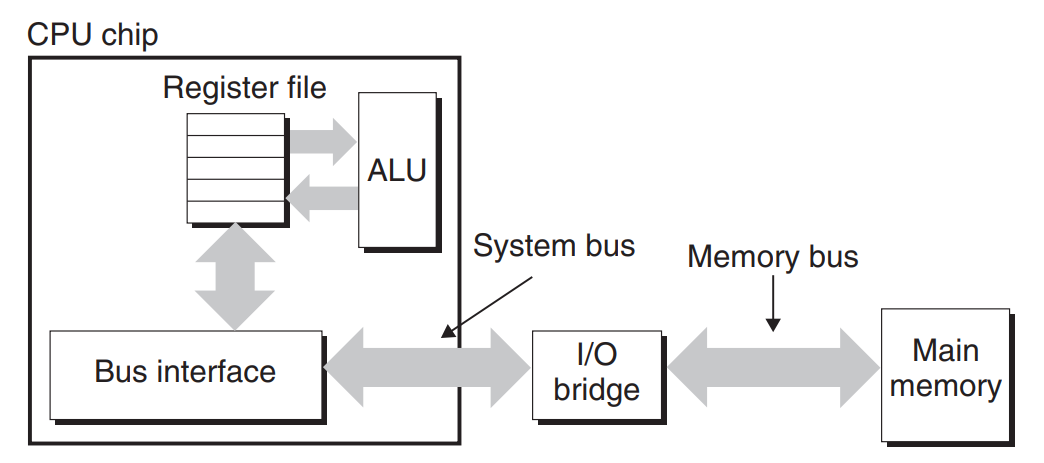 CPU chip
Register file
ALU
System bus
Memory bus
Bus interface
I/O
bridge
Main
memory